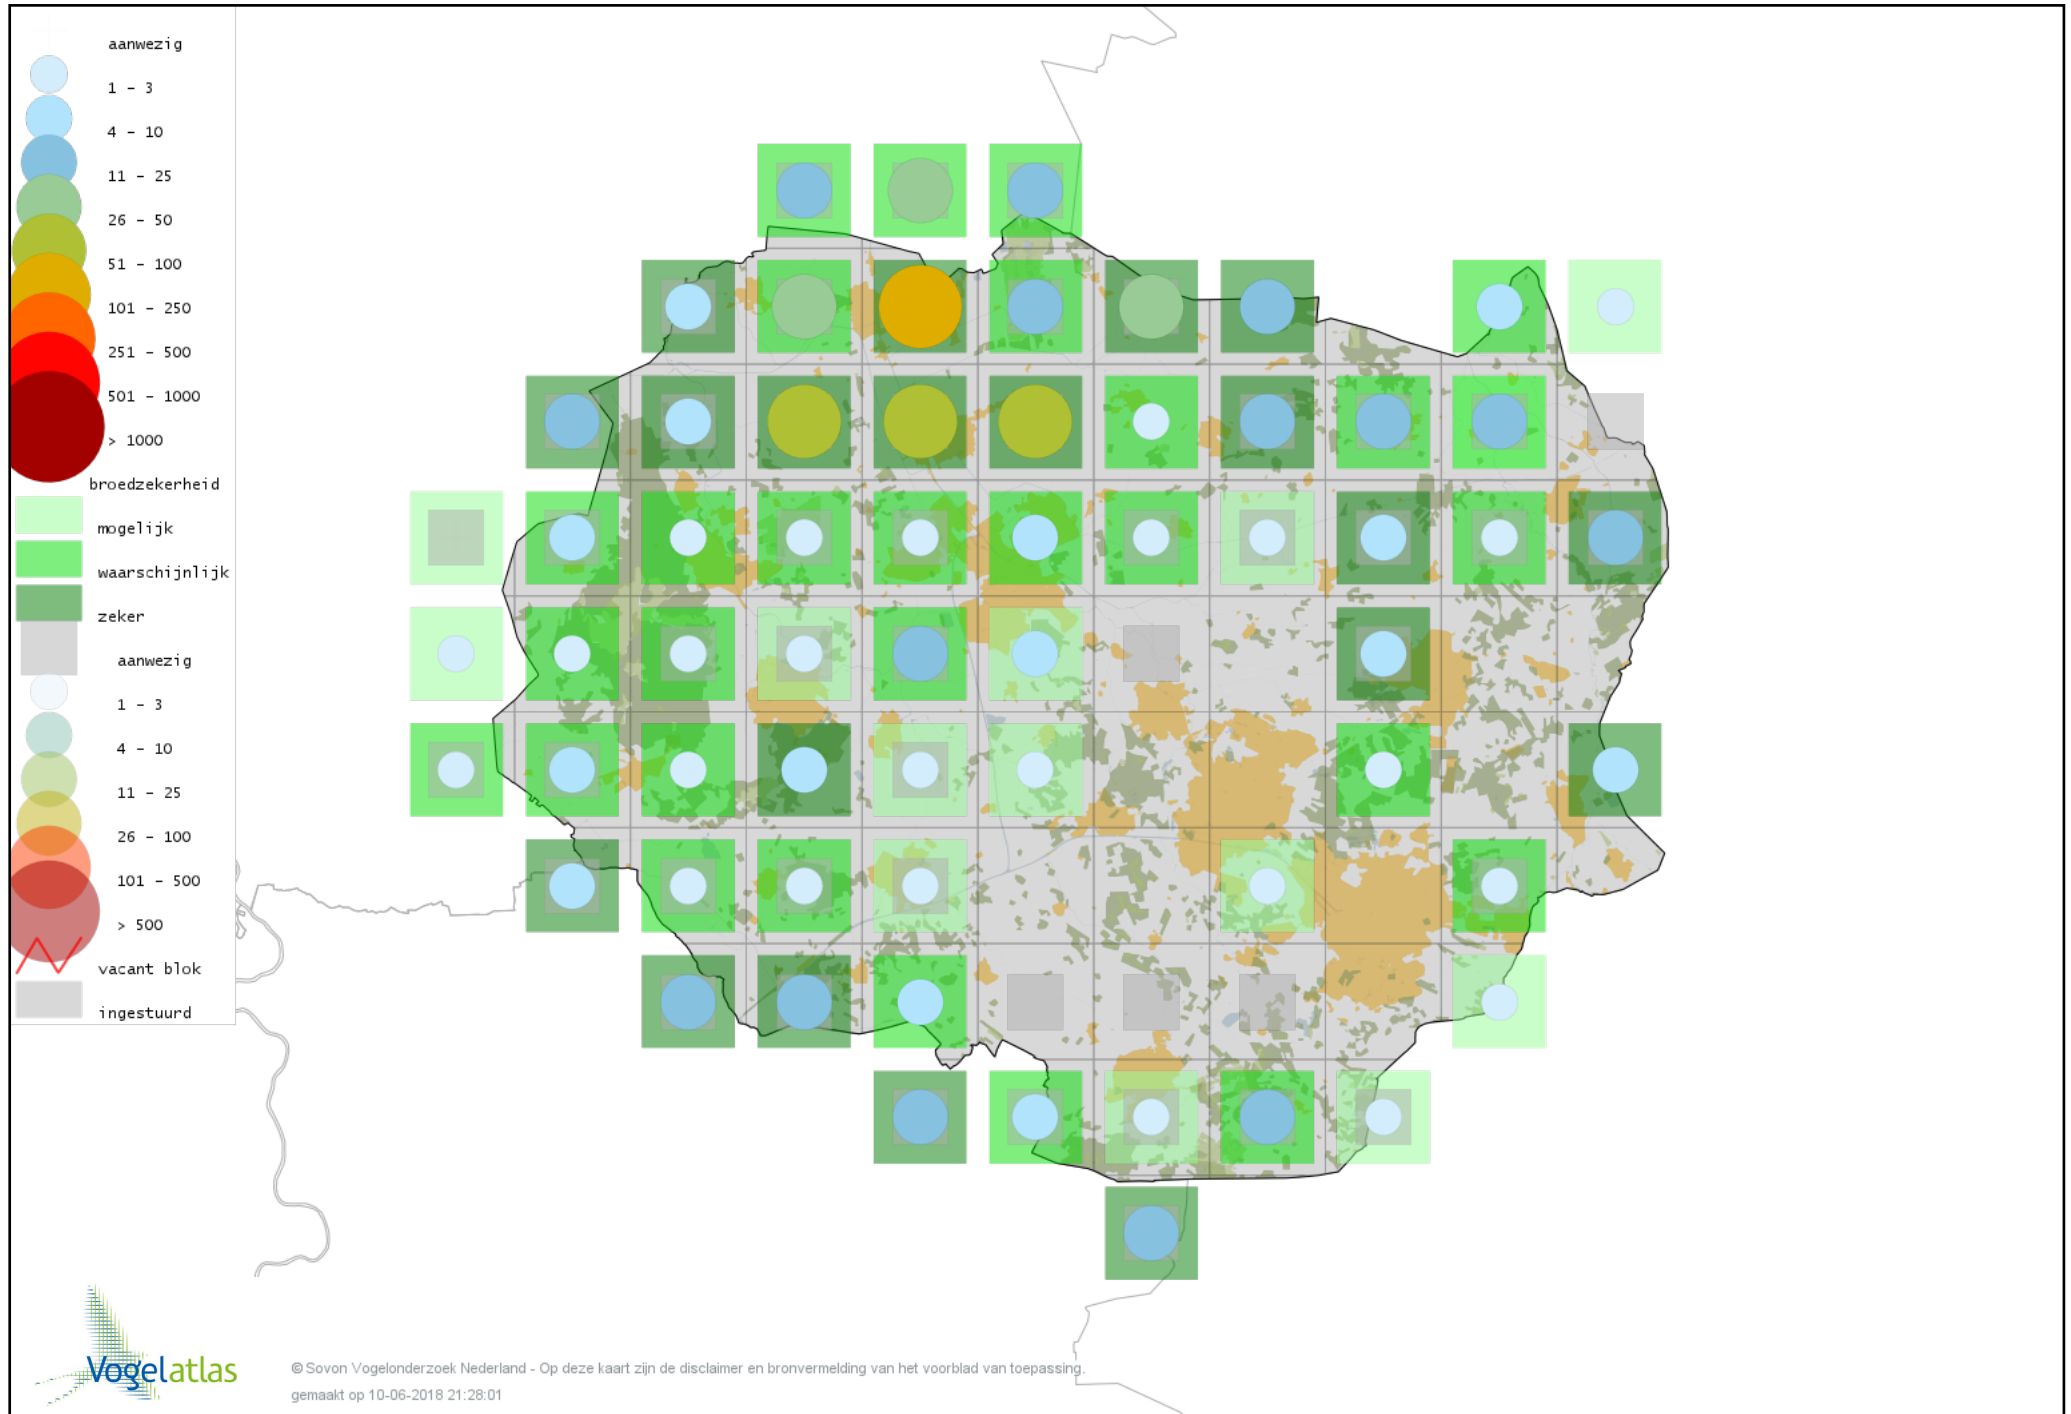 aanwezig
1 - 3
4 - 10
11 - 25
26 - 50
51 - 100
101 - 250
251 - 500
501 - 1000
> 1000
broedzekerheid
mogelijk
waarschijnlijk
zeker
aanwezig
1 - 3
4 - 10
11 - 25
26 - 100
101 - 500
> 500
vacant blok
ingestuurd
Vogelatlas
© Sovon Vogelonderzoek Nederland - Op deze kaart zijn de disclaimer en bronvermelding van het voorblad van toepassing.
gemaakt op 10-06-2018 21:28:01